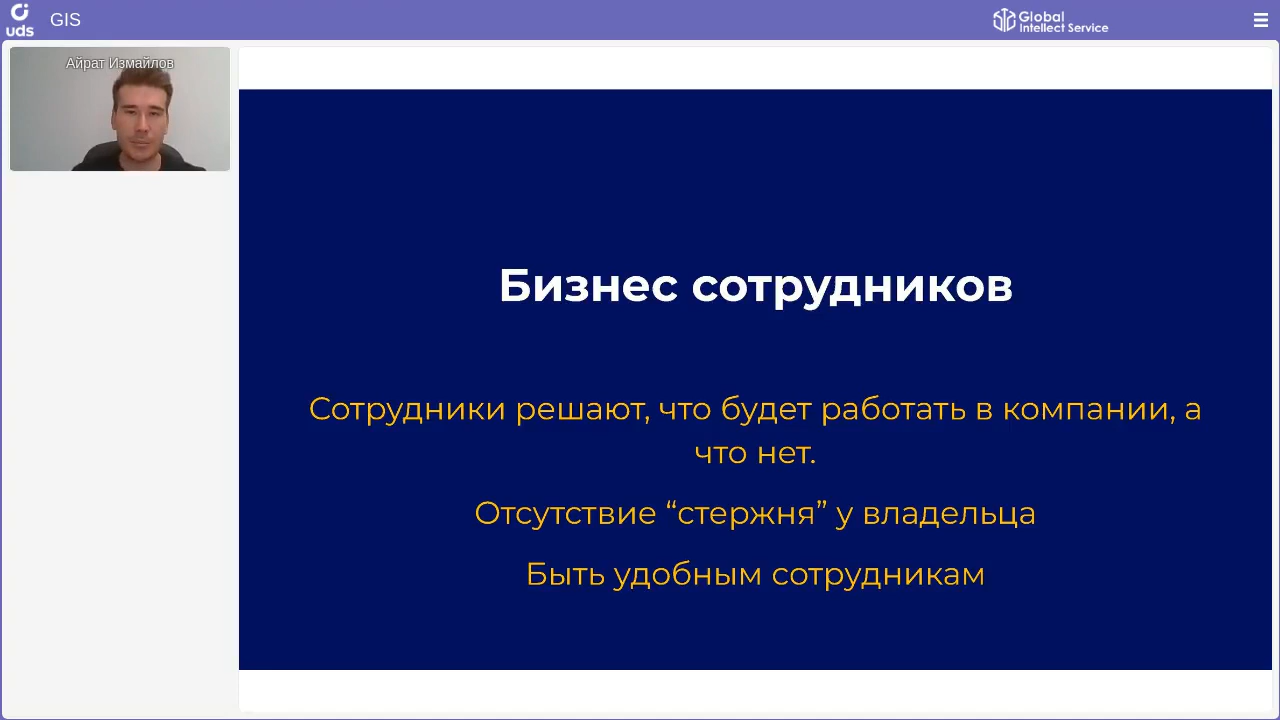 uds
GIS
Global
Intellect Service
Айрат Измайлов
Бизнес сотрудников
Сотрудники решают, что будет работать в компании, а
что нет.
Отсутствие “стержня” у владельца
Быть удобным сотрудникам